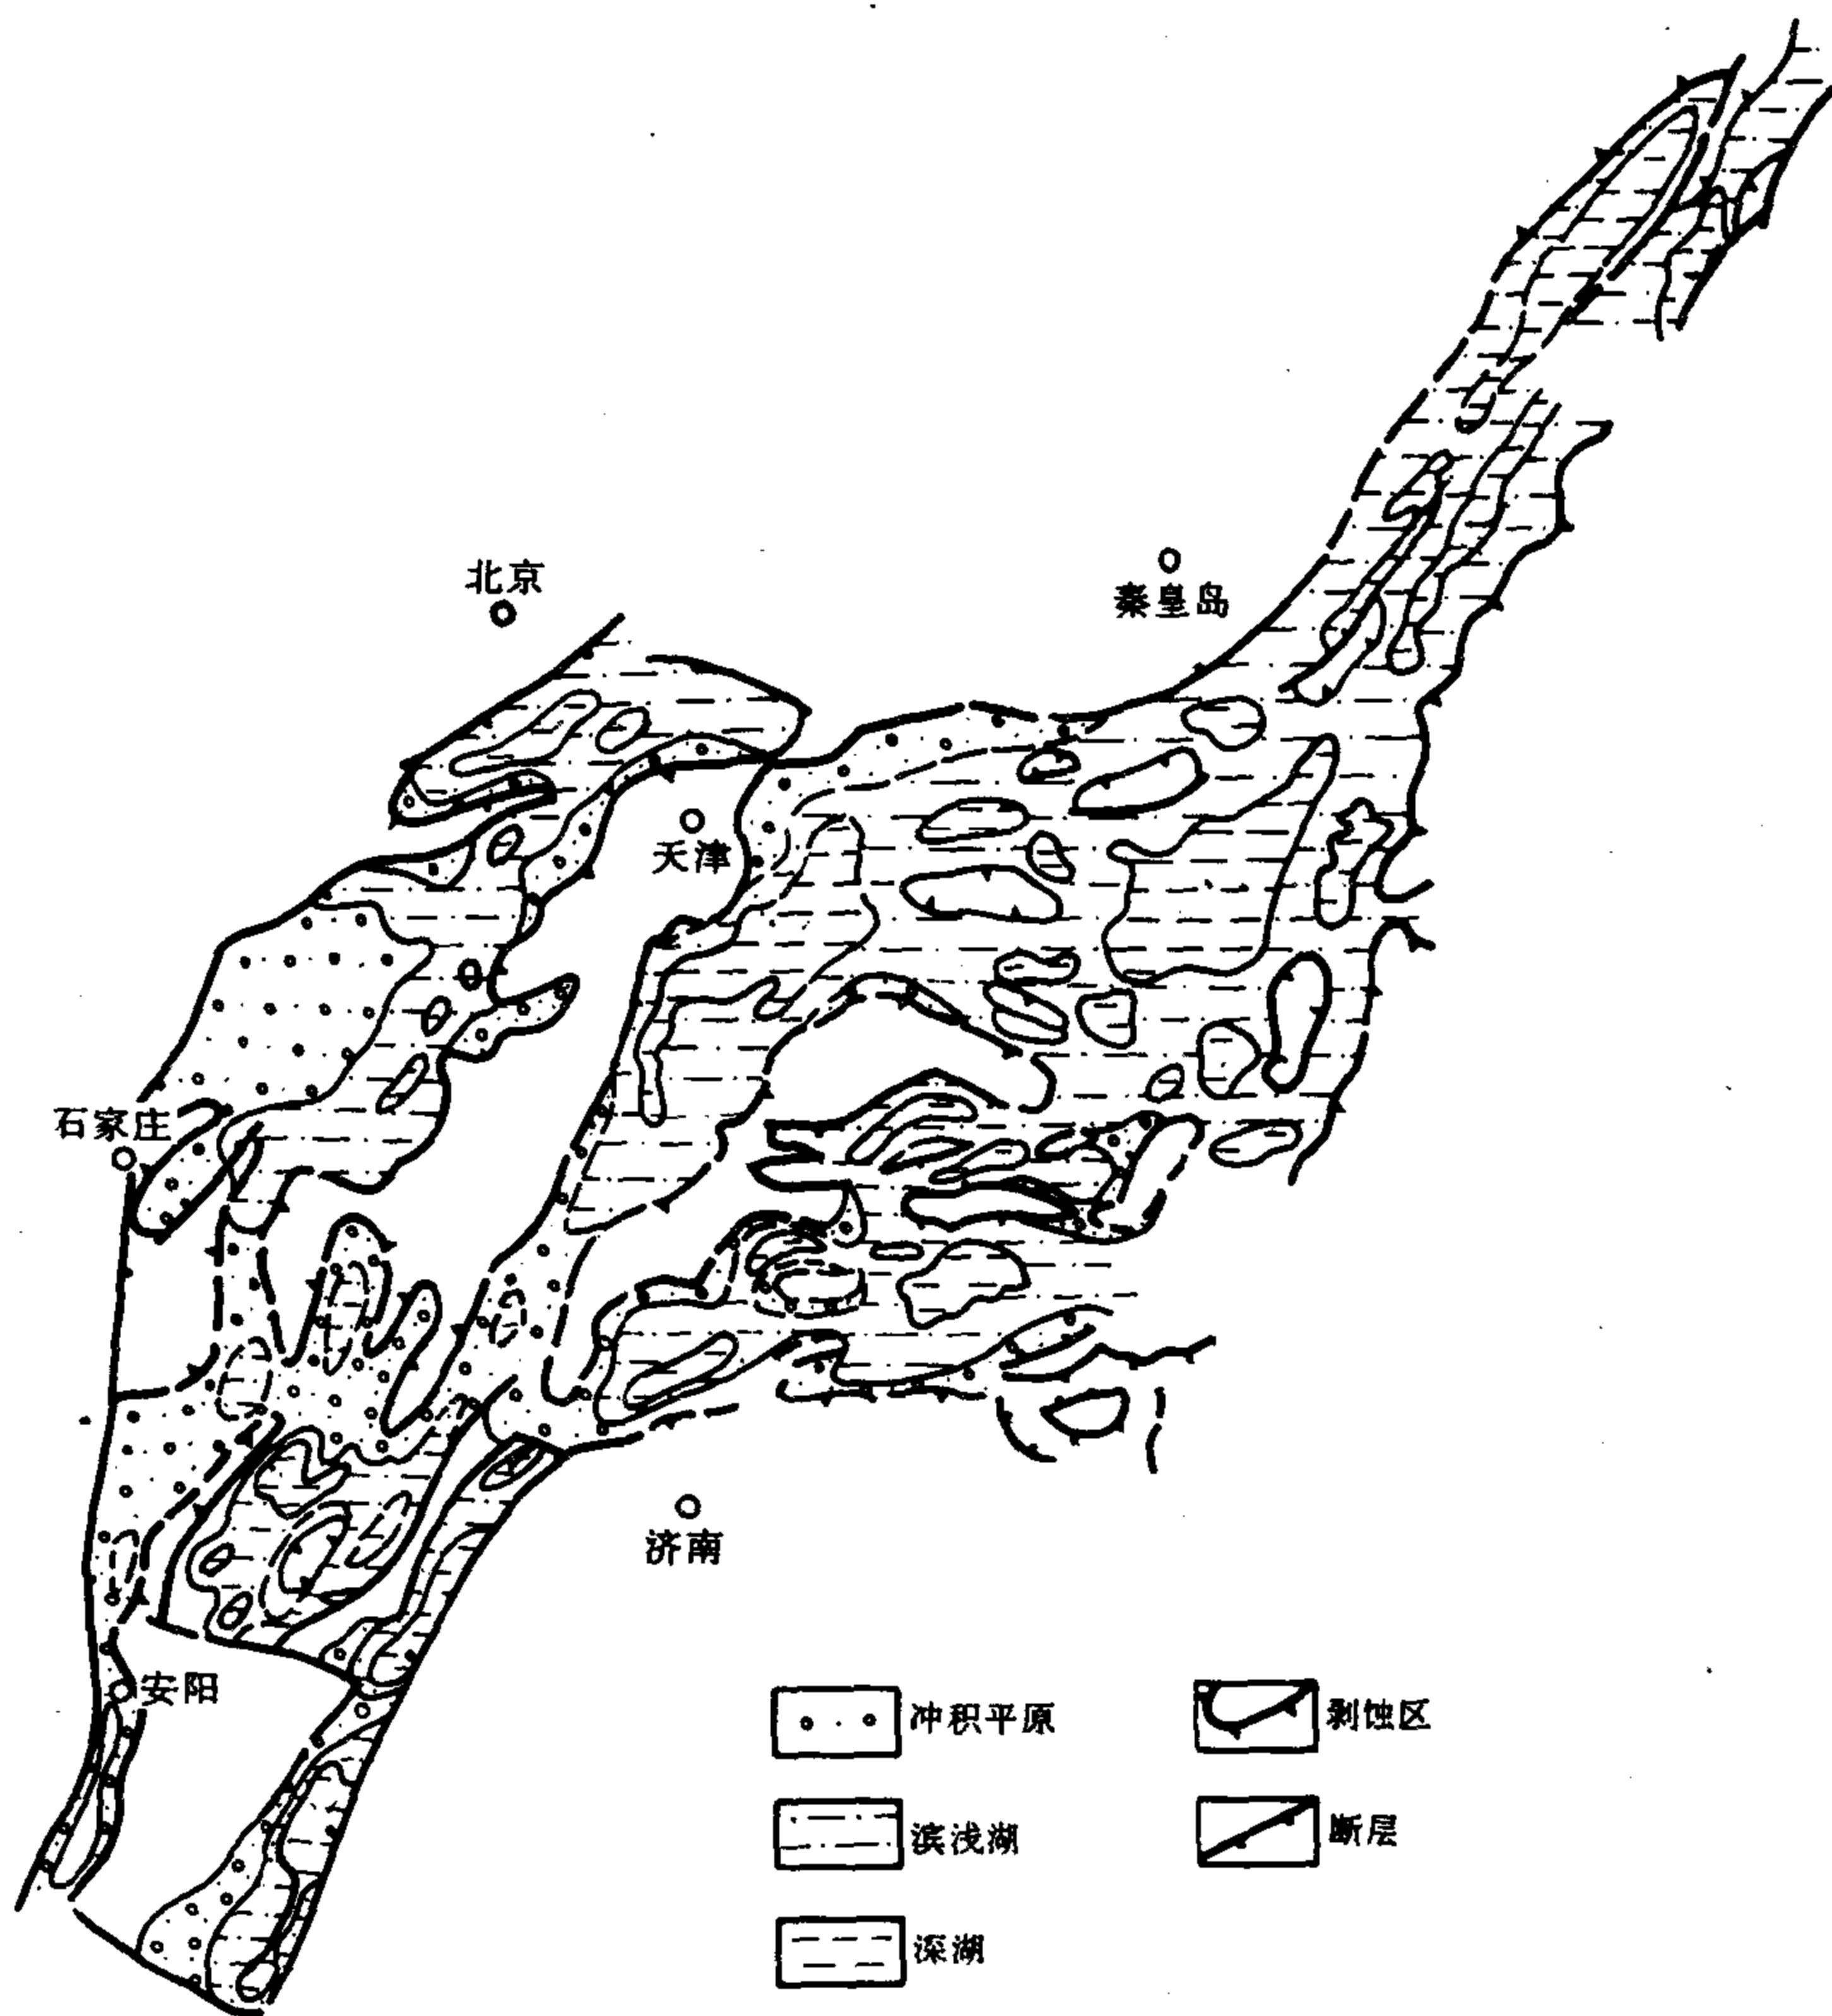 北京
秦皇岛
天津
石家庄
济南
安阳
冲积平原
剥蚀区
滨浅湖
断层
深湖